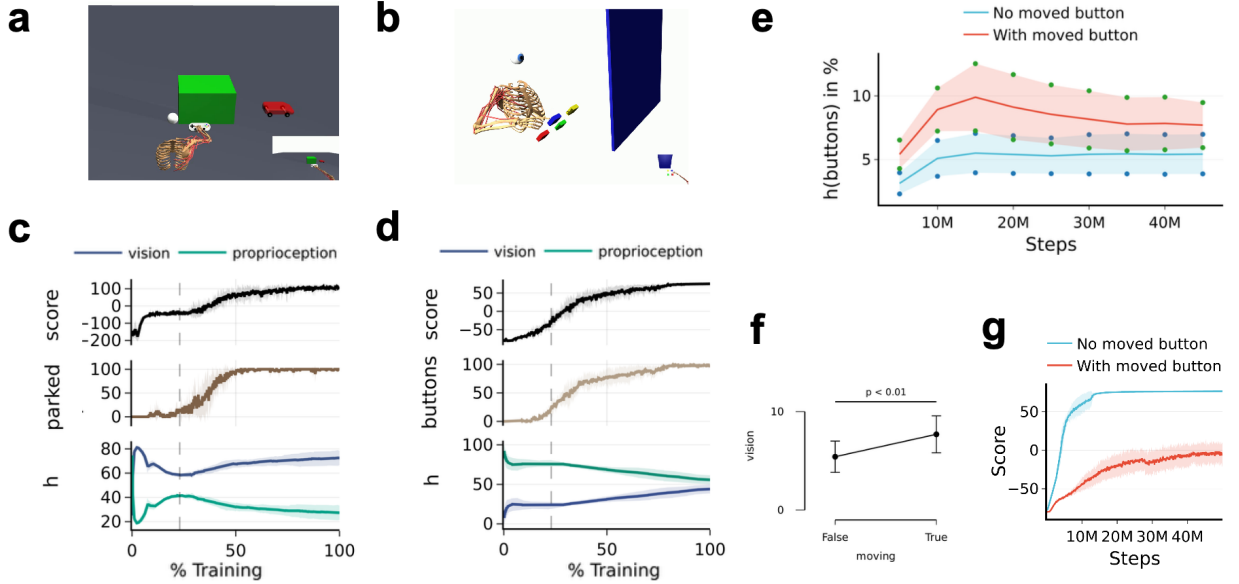 a
b
c
vision
proprioception
score
100
0
−100
−200
parked
100
50
0
h
80
60
40
20
0
50
100
% Training
d
vision
proprioception
score
50
0
−50
buttons
100
50
0
h
100
50
0
0
50
100
% Training
e
No moved button
With moved button
h(buttons) in %
10
5
10M
20M
30M
40M
Steps
f
p < 0.01
vision
10
0
False
True
moving
g
No moved button
With moved button
Score
50
0
−50
10M
20M
30M
40M
Steps